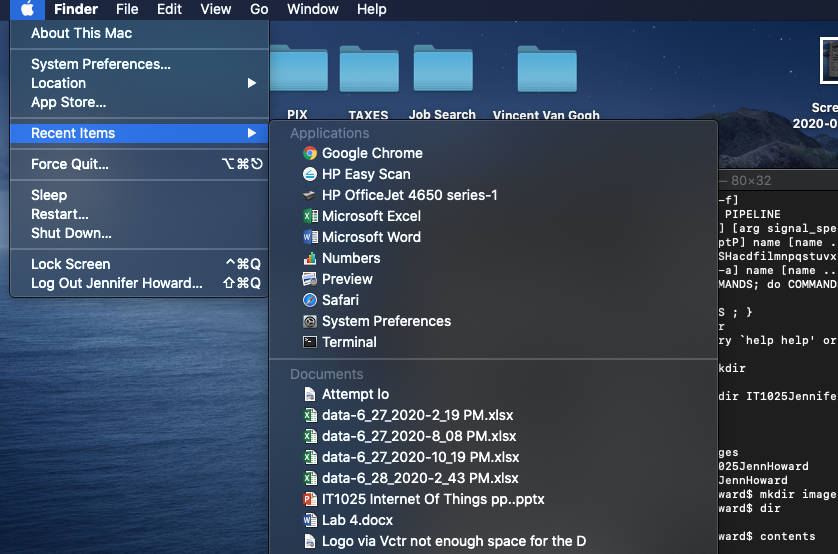 Finder File Edit View Go Window Help
About This Mac
System Preferences...
Location
App Store...
Recent Items
Force Quit... ⌥⌘⎋
Sleep
Restart...
Shut Down...
Lock Screen ^⌘Q
Log Out Jennifer Howard... ⇧⌘Q
PIX
TAXES
Job Search
Vincent Van Gogh
Scre
2020-0
Applications
Google Chrome
HP Easy Scan
HP OfficeJet 4650 series-1
Microsoft Excel
Microsoft Word
Numbers
Preview
Safari
System Preferences
Terminal
Documents
Attempt Io
data-6_27_2020-2_19 PM.xlsx
data-6_27_2020-8_08 PM.xlsx
data-6_27_2020-10_19 PM.xlsx
data-6_28_2020-2_43 PM.xlsx
IT1025 Internet Of Things pp..pptx
Lab 4.docx
Logo via Vctr not enough space for the D
— 80×32
-f]
PIPELINE
] [arg signal_spe
ptP] name [name ..
SHacdfilmnpqstuvx
-a] name [name ..
MANDS; do COMMAND
S ; }
r
ry `help help' or
kdir
dir IT1025Jennife
ges
025JennHoward
JennHoward
ward$ mkdir image
ward$ dir
ward$ contents